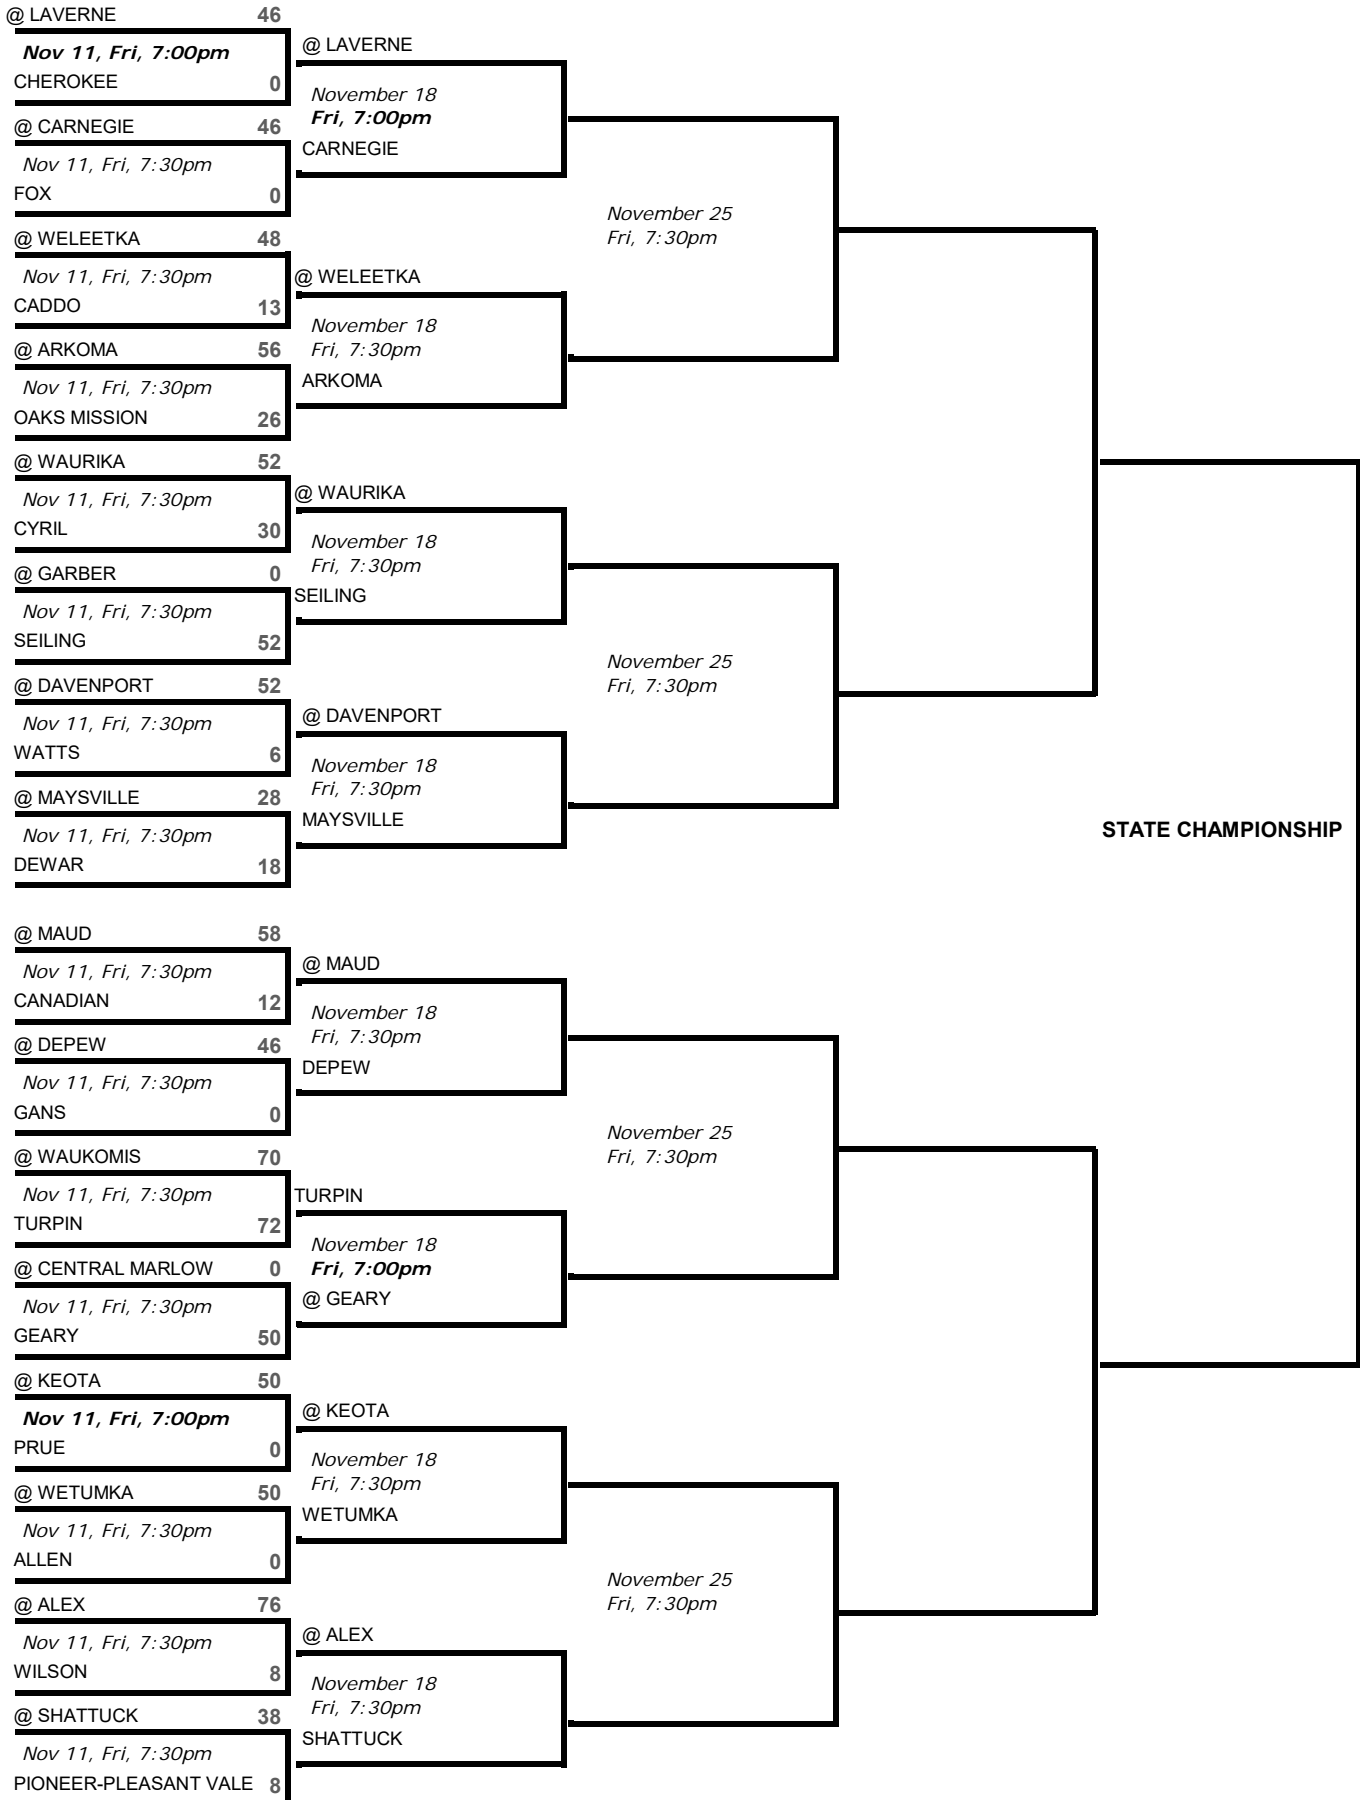 @ LAVERNE 46
Nov 11, Fri, 7:00pm
CHEROKEE 0
@ CARNEGIE 46
Nov 11, Fri, 7:30pm
FOX 0
@ WELEETKA 48
Nov 11, Fri, 7:30pm
CADDO 13
@ ARKOMA 56
Nov 11, Fri, 7:30pm
OAKS MISSION 26
@ WAURIKA 52
Nov 11, Fri, 7:30pm
CYRIL 30
@ GARBER 0
Nov 11, Fri, 7:30pm
SEILING 52
@ DAVENPORT 52
Nov 11, Fri, 7:30pm
WATTS 6
@ MAYSVILLE 28
Nov 11, Fri, 7:30pm
DEWAR 18
@ MAUD 58
Nov 11, Fri, 7:30pm
CANADIAN 12
@ DEPEW 46
Nov 11, Fri, 7:30pm
GANS 0
@ WAUKOMIS 70
Nov 11, Fri, 7:30pm
TURPIN 72
@ CENTRAL MARLOW 0
Nov 11, Fri, 7:30pm
GEARY 50
@ KEOTA 50
Nov 11, Fri, 7:00pm
PRUE 0
@ WETUMKA 50
Nov 11, Fri, 7:30pm
ALLEN 0
@ ALEX 76
Nov 11, Fri, 7:30pm
WILSON 8
@ SHATTUCK 38
Nov 11, Fri, 7:30pm
PIONEER-PLEASANT VALE 8
@ LAVERNE
November 18
Fri, 7:00pm
CARNEGIE
@ WELEETKA
November 18
Fri, 7:30pm
ARKOMA
@ WAURIKA
November 18
Fri, 7:30pm
SEILING
@ DAVENPORT
November 18
Fri, 7:30pm
MAYSVILLE
@ MAUD
November 18
Fri, 7:30pm
DEPEW
TURPIN
November 18
Fri, 7:00pm
@ GEARY
@ KEOTA
November 18
Fri, 7:30pm
WETUMKA
@ ALEX
November 18
Fri, 7:30pm
SHATTUCK
November 25
Fri, 7:30pm
November 25
Fri, 7:30pm
November 25
Fri, 7:30pm
November 25
Fri, 7:30pm
STATE CHAMPIONSHIP